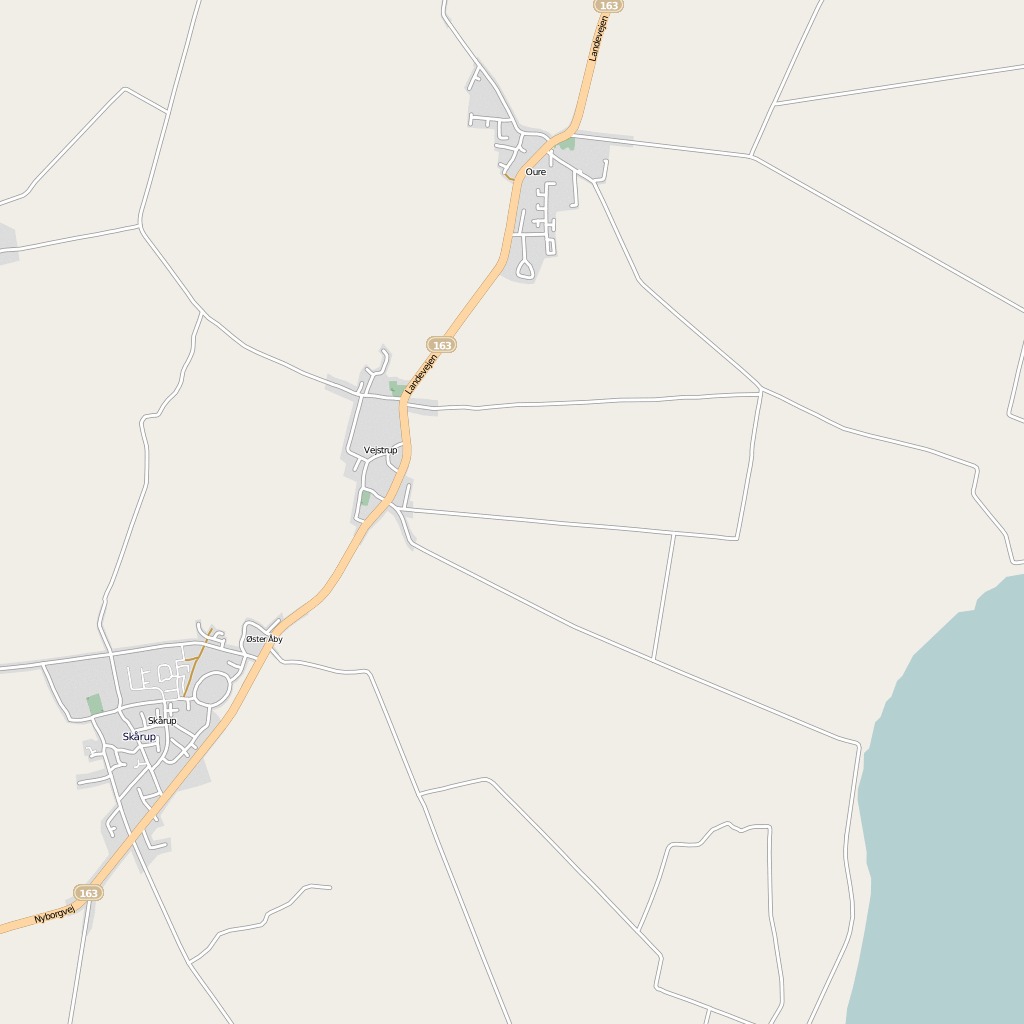 163
Landevejen
Oure
163
Landevejen
Vejstrup
Øster Åby
Skårup
Skårup
163
Nyborgvej